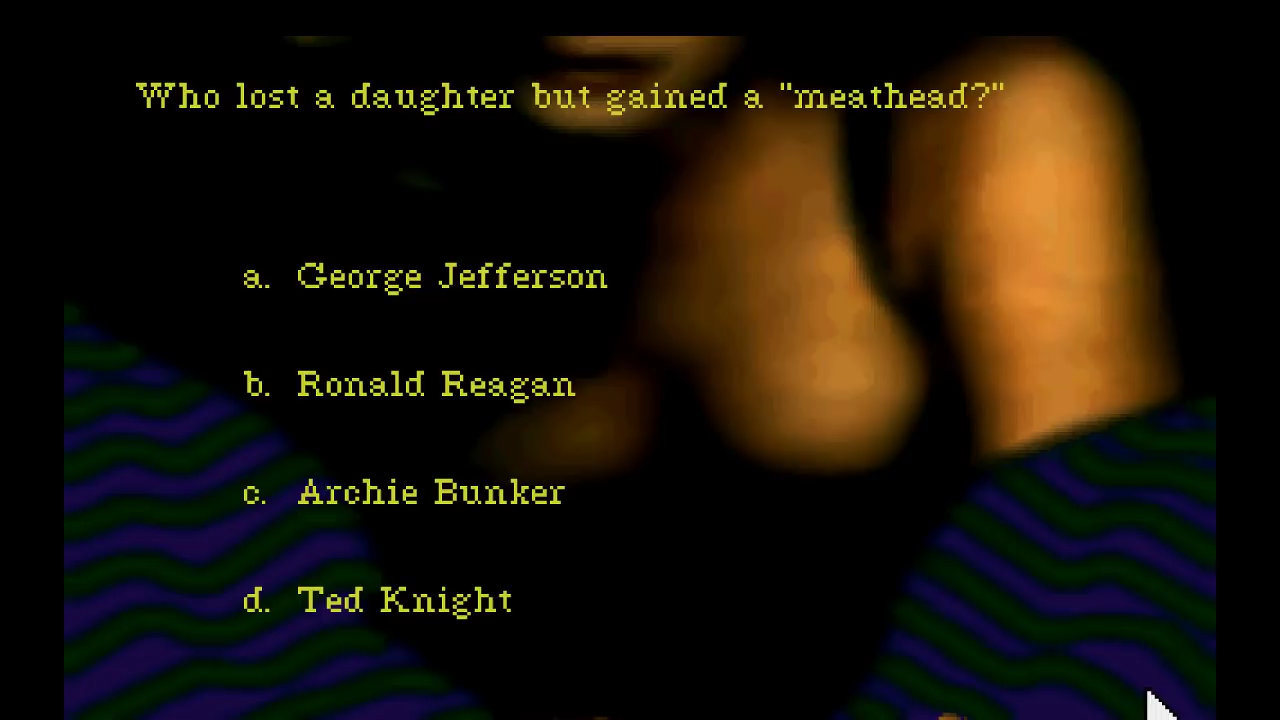 Who lost a daughter but gained a "meathead?"
a. George Jefferson
b. Ronald Reagan
c. Archie Bunker
d. Ted Knight